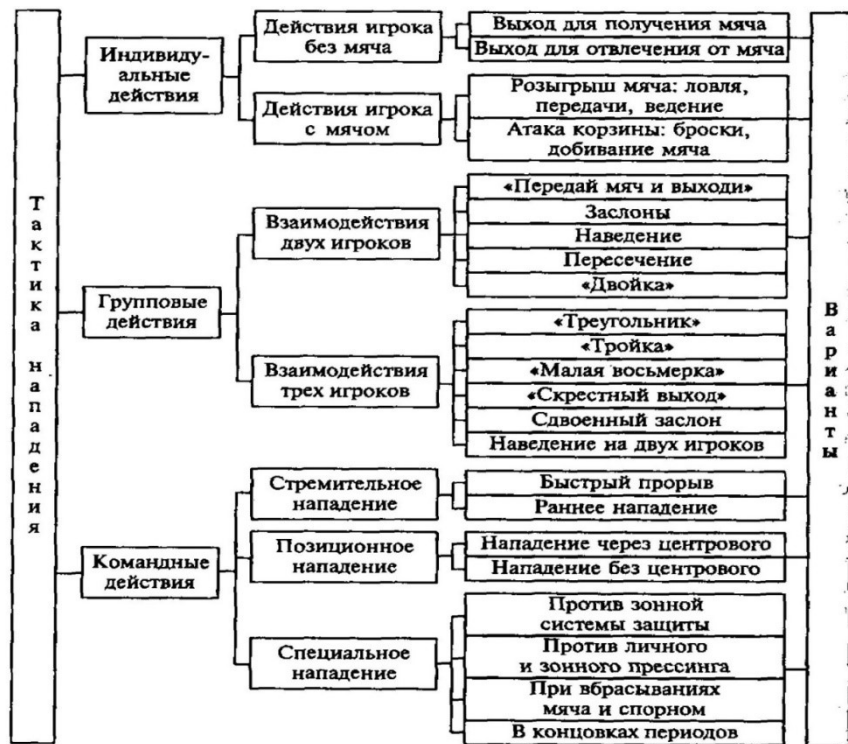 Тактика нападения
Индивиду-
альные
действия
Действия игрока
без мяча
Выход для получения мяча
Выход для отвлечения от мяча
Действия игрока
с мячом
Розыгрыш мяча: ловля,
передачи, ведение
Атака корзины: броски,
добивание мяча
Групповые
действия
Взаимодействия
двух игроков
«Передай мяч и выходи»
Заслоны
Наведение
Пересечение
«Двойка»
Взаимодействия
трех игроков
«Треугольник»
«Тройка»
«Малая восьмерка»
«Скрестный выход»
Сдвоенный заслон
Наведение на двух игроков
Командные
действия
Стремительное
нападение
Быстрый прорыв
Раннее нападение
Позиционное
нападение
Нападение через центрового
Нападение без центрового
Специальное
нападение
Против зонной
системы защиты
Против личного
и зонного прессинга
При вбрасываниях
мяча и спорном
В концовках периодов
Варианты